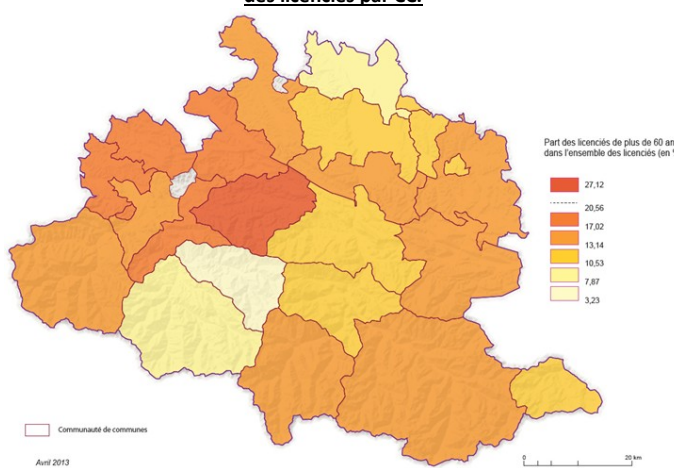 des licenciés par CC.
Part des licenciés de plus de 60 an
dans l'ensemble des licenciés (en %
27,12
20,56
17,02
13,14
10,53
7,87
3,23
Communauté de communes
Avril 2013
0 20 km